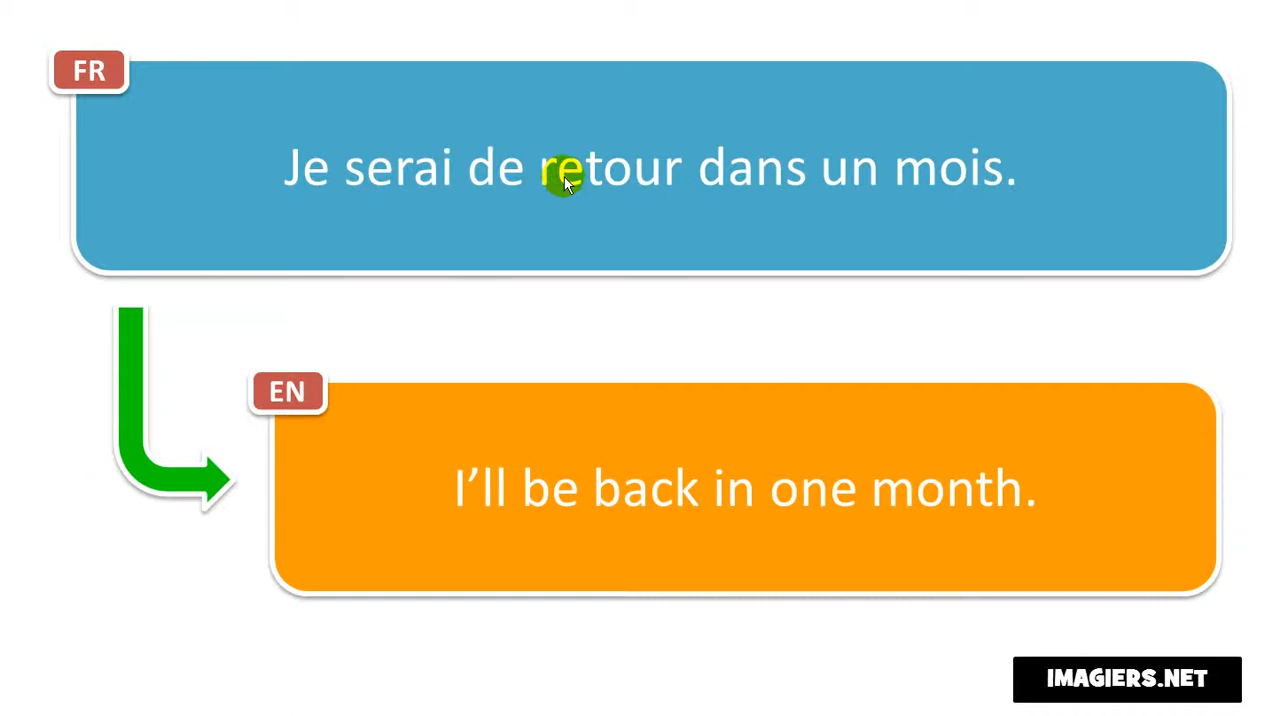 FR
Je serai de retour dans un mois.
EN
I’ll be back in one month.
IMAGIERS.NET